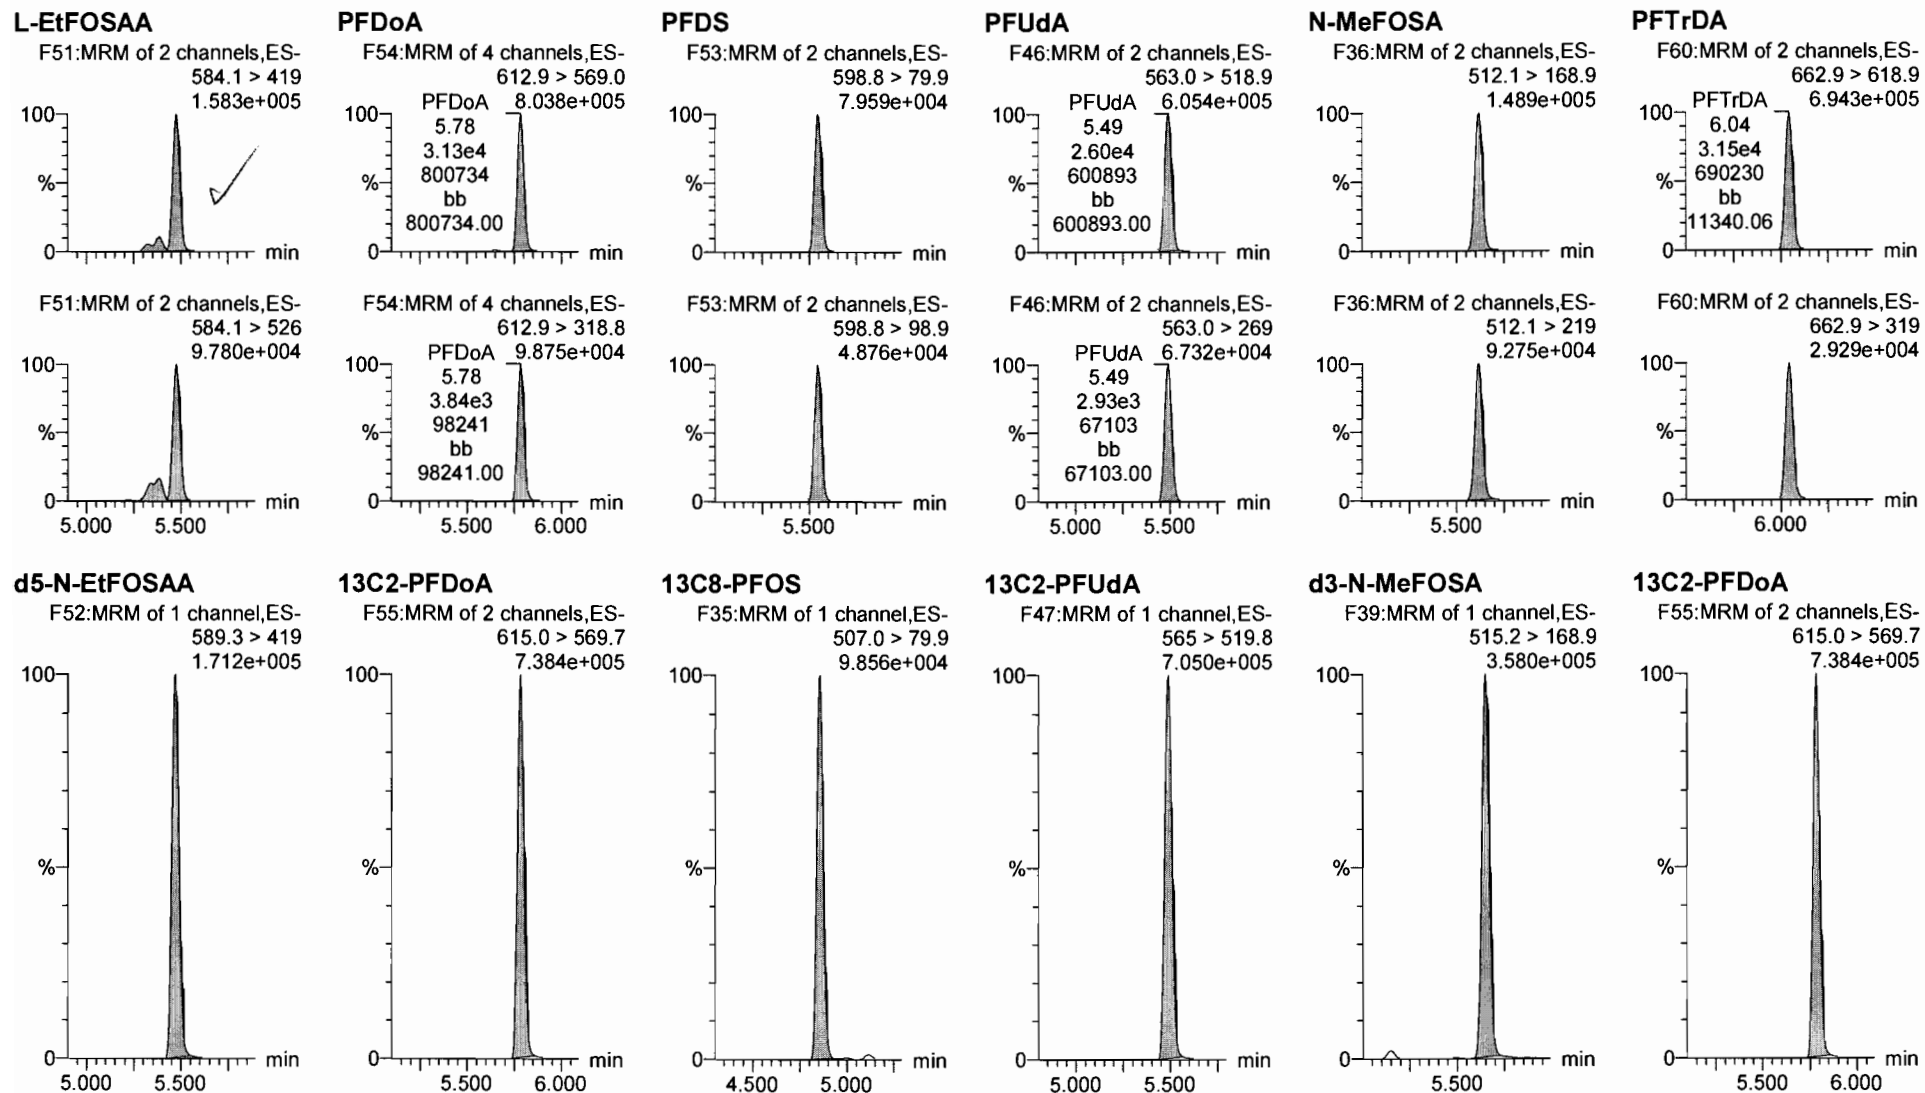 L-EtFOSAA
F51:MRM of 2 channels,ES-
584.1 > 419
1.583e+005
100
%
0
min
F51:MRM of 2 channels,ES-
584.1 > 526
9.780e+004
100
%
0
min
5.000 5.500
d5-N-EtFOSAA
F52:MRM of 1 channel,ES-
589.3 > 419
1.712e+005
100
%
0
min
5.000 5.500
PFDoA
F54:MRM of 4 channels,ES-
612.9 > 569.0
PFDoA 8.038e+005
100
5.78
3.13e4
%
800734
bb
800734.00
0
min
F54:MRM of 4 channels,ES-
612.9 > 318.8
PFDoA 9.875e+004
100
5.78
3.84e3
%
98241
bb
98241.00
0
min
5.500 6.000
13C2-PFDoA
F55:MRM of 2 channels,ES-
615.0 > 569.7
7.384e+005
100
%
0
min
5.500 6.000
PFDS
F53:MRM of 2 channels,ES-
598.8 > 79.9
7.959e+004
100
%
0
min
F53:MRM of 2 channels,ES-
598.8 > 98.9
4.876e+004
100
%
0
min
5.500
13C8-PFOS
F35:MRM of 1 channel,ES-
507.0 > 79.9
9.856e+004
100
%
0
min
4.500 5.000
PFUdA
F46:MRM of 2 channels,ES-
563.0 > 518.9
PFUdA 6.054e+005
100
5.49
2.60e4
%
600893
bb
600893.00
0
min
F46:MRM of 2 channels,ES-
563.0 > 269
PFUdA 6.732e+004
100
5.49
2.93e3
%
67103
bb
67103.00
0
min
5.000 5.500
13C2-PFUdA
F47:MRM of 1 channel,ES-
565 > 519.8
7.050e+005
100
%
0
min
5.000 5.500
N-MeFOSA
F36:MRM of 2 channels,ES-
512.1 > 168.9
1.489e+005
100
%
0
min
F36:MRM of 2 channels,ES-
512.1 > 219
9.275e+004
100
%
0
min
5.500
d3-N-MeFOSA
F39:MRM of 1 channel,ES-
515.2 > 168.9
3.580e+005
100
%
0
min
5.500
PFTrDA
F60:MRM of 2 channels,ES-
662.9 > 618.9
PFTrDA 6.943e+005
100
6.04
3.15e4
%
690230
bb
11340.06
0
min
F60:MRM of 2 channels,ES-
662.9 > 319
2.929e+004
100
%
0
min
6.000
13C2-PFDoA
F55:MRM of 2 channels,ES-
615.0 > 569.7
7.384e+005
100
%
0
min
5.500 6.000